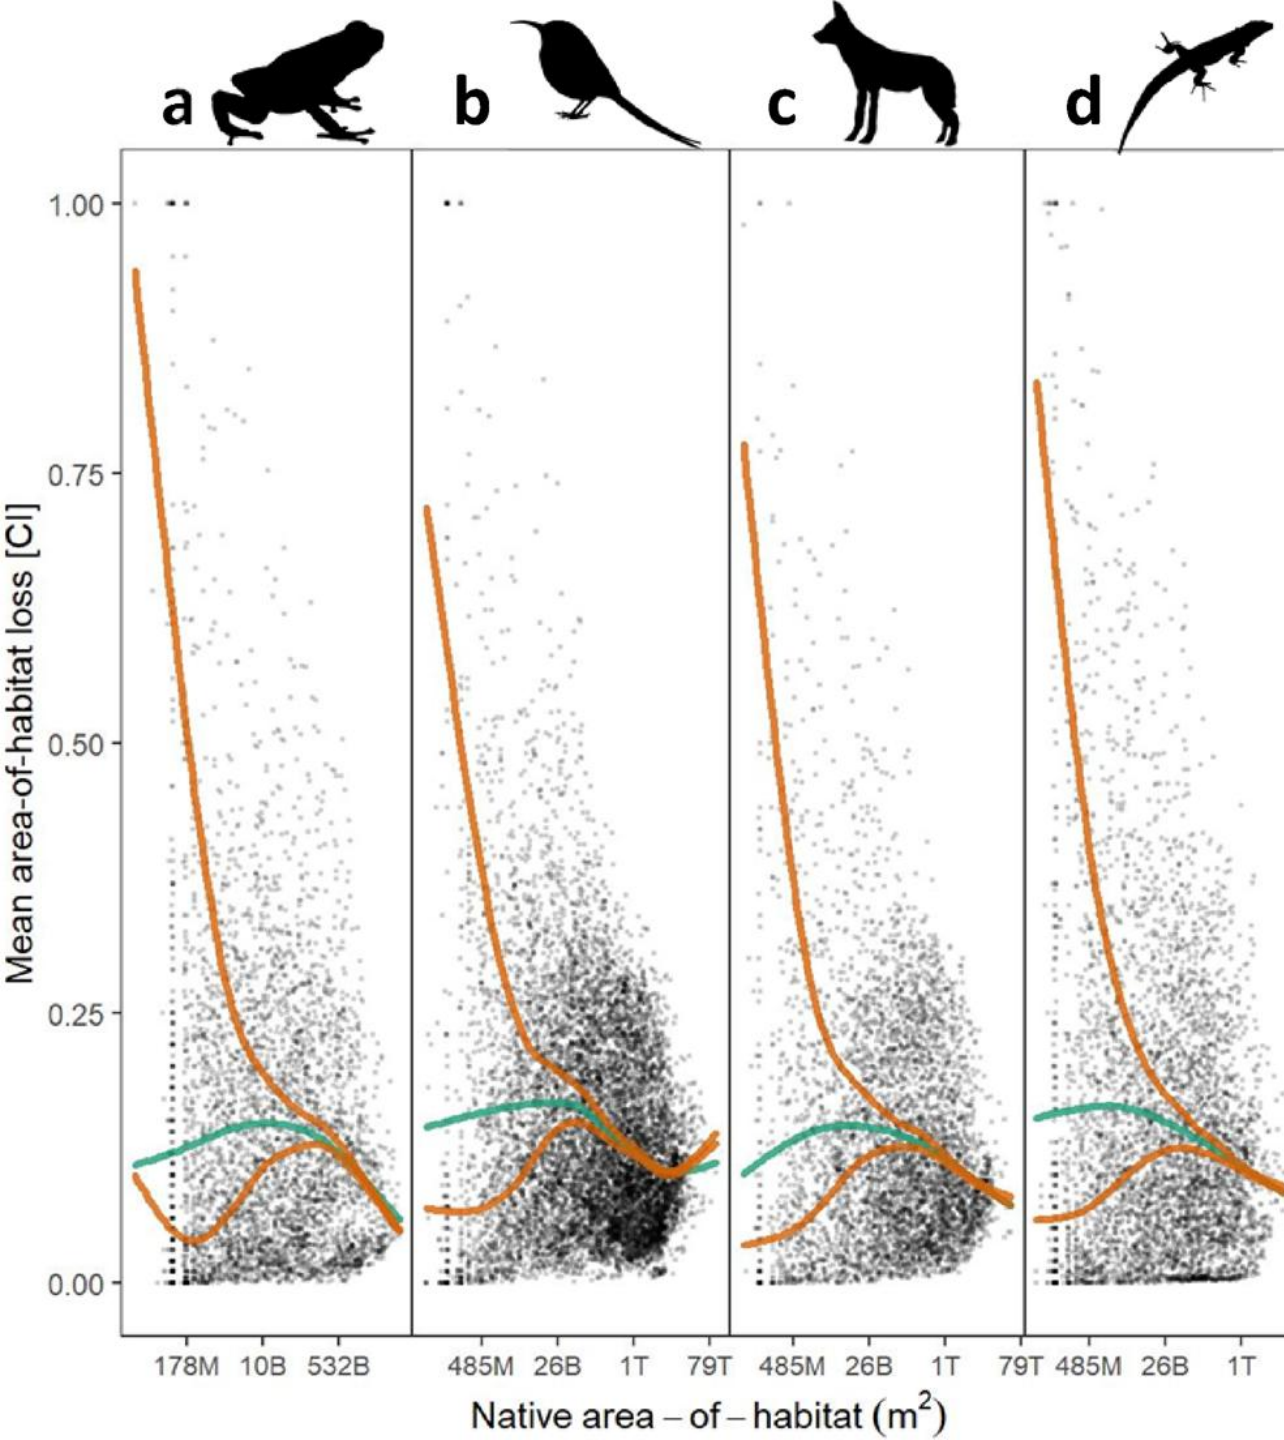 a b c d
Mean area-of-habitat loss [CI]
1.00
0.75
0.50
0.25
0.00
178M 10B 532B 485M 26B 1T 79T 485M 26B 1T 79T 485M 26B 1T
Native area – of – habitat (m²)